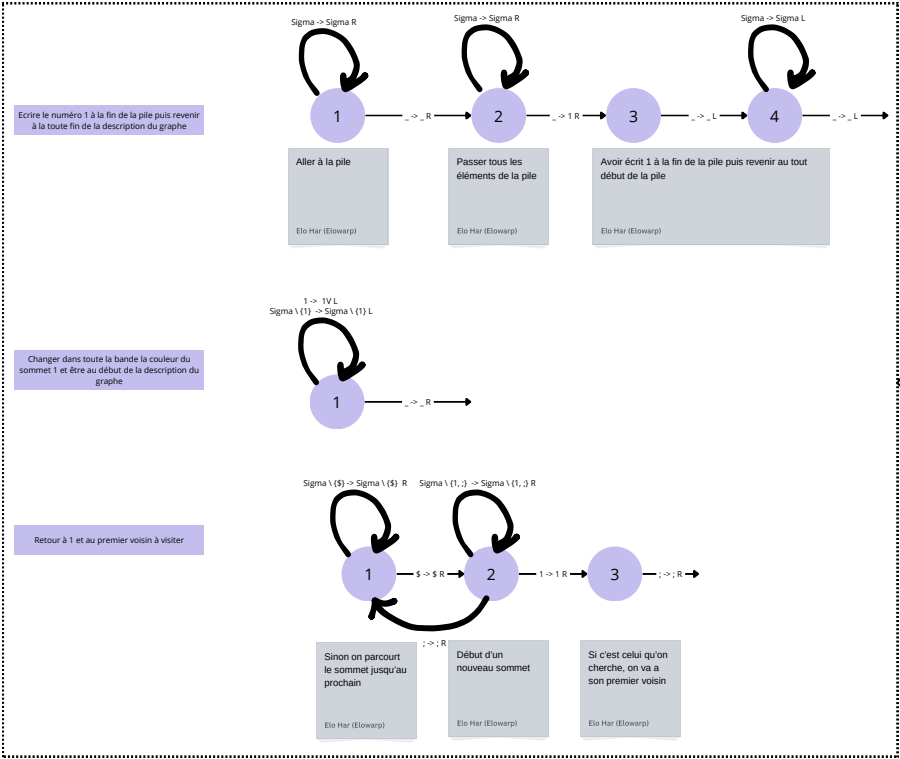 Sigma -> Sigma R
Sigma -> Sigma R
Sigma -> Sigma L
Ecrire le numéro 1 à la fin de la pile puis revenir
à la toute fin de la description du graphe
1
_ -> _ R
2
_ -> 1 R
3
_ -> _ L
4
_ -> _ L
Aller à la pile
Elo Har (Elowarp)
Passer tous les
éléments de la pile
Elo Har (Elowarp)
Avoir écrit 1 à la fin de la pile puis revenir au tout
début de la pile
Elo Har (Elowarp)
1 -> 1V L
Sigma \ {1} -> Sigma \ {1} L
Changer dans toute la bande la couleur du
sommet 1 et être au début de la description du
graphe
1
_ -> _ R
Sigma \ {$} -> Sigma \ {$} R
Sigma \ {1, ;} -> Sigma \ {1, ;} R
Retour à 1 et au premier voisin à visiter
1
$ -> $ R
2
1 -> 1 R
3
; -> ; R
; -> ; R
Sinon on parcourt
le sommet jusqu'au
prochain
Elo Har (Elowarp)
Début d'un
nouveau sommet
Elo Har (Elowarp)
Si c'est celui qu'on
cherche, on va a
son premier voisin
Elo Har (Elowarp)